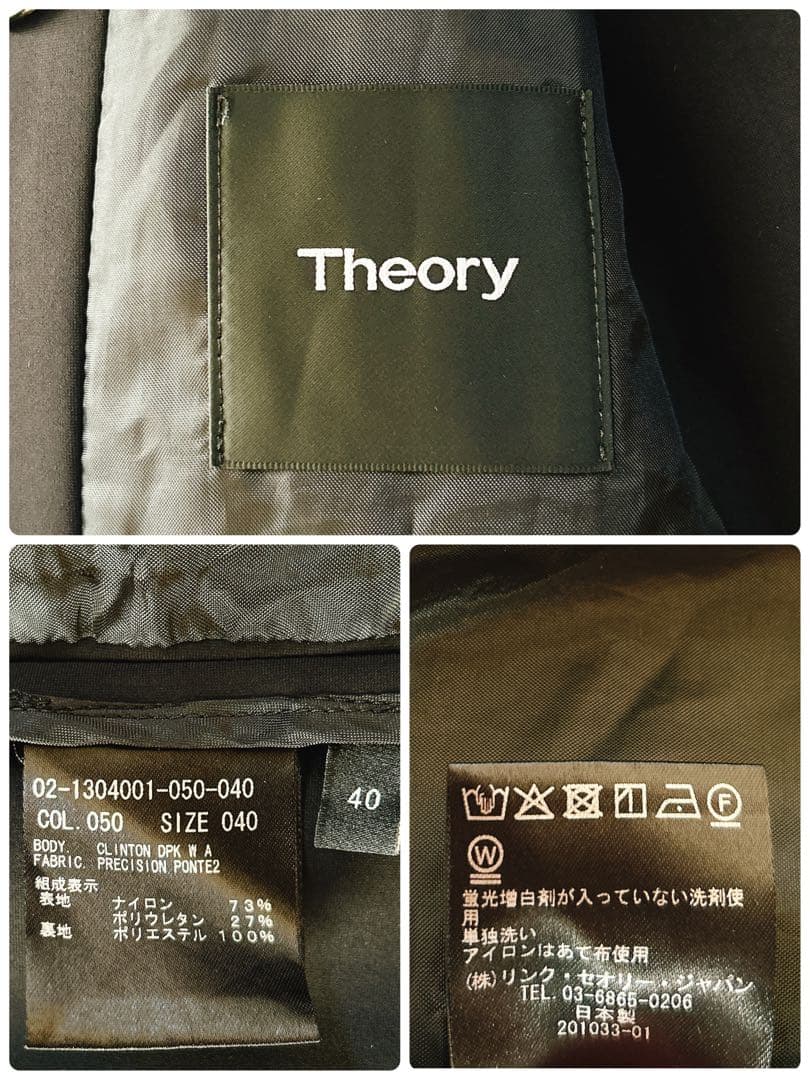 Theory
02-1304001-050-040
COL.050 SIZE 040
BODY. CLINTON DPK W A
FABRIC. PRECISION PONTE2
組成表示
表地 ナイロン 73%
ポリウレタン 27%
裏地 ポリエステル 100%
40
F
W
蛍光増白剤が入っていない洗剤使
用
単独洗い
アイロンはあて布使用
(株)リンク・セオリー・ジャパン
TEL.03-6865-0206
日本製
201033-01